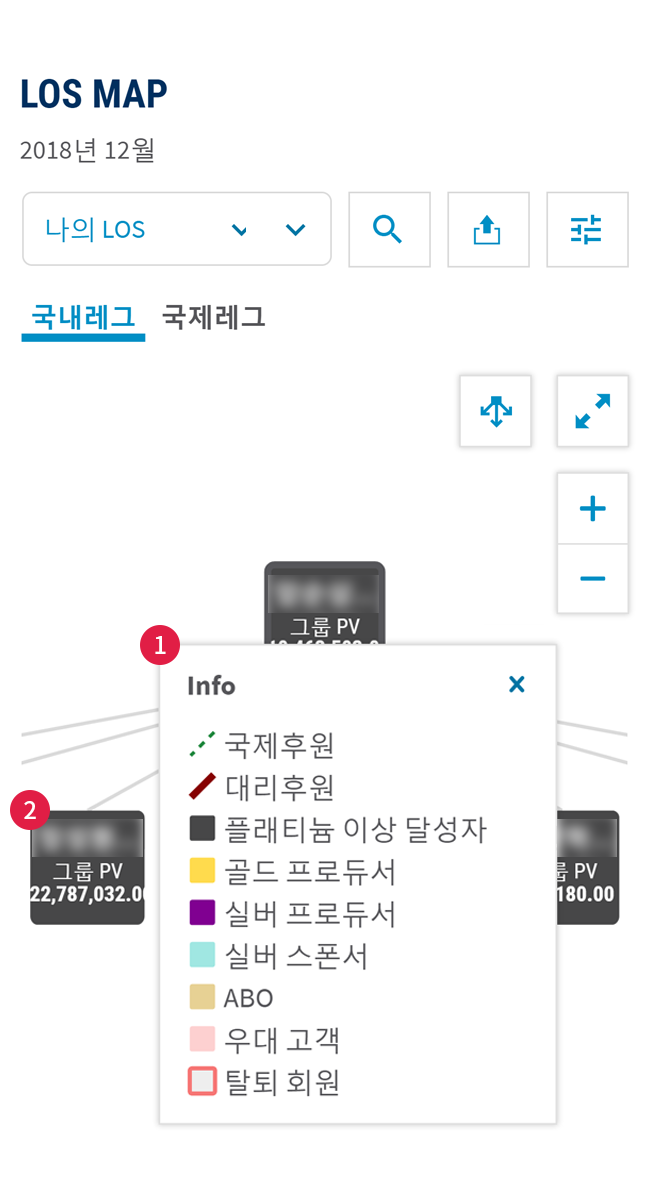 LOS MAP
2018년 12월
나의 LOS
국내레그 국제레그
그룹 PV
1
Info
국제후원
대리후원
플래티늄 이상 달성자
골드 프로듀서
실버 프로듀서
실버 스폰서
ABO
우대 고객
탈퇴 회원
2
그룹 PV
22,787,032.0
룹 PV
180.00